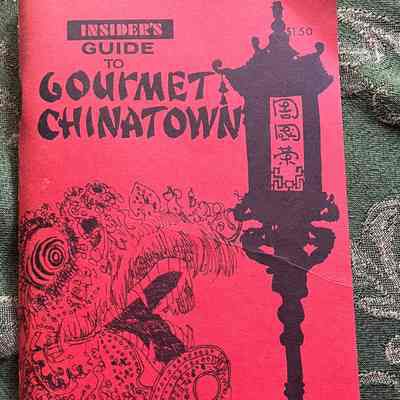 INSIDER'S
$1.50
GUIDE
TO
GOURMET
CHINATOWN